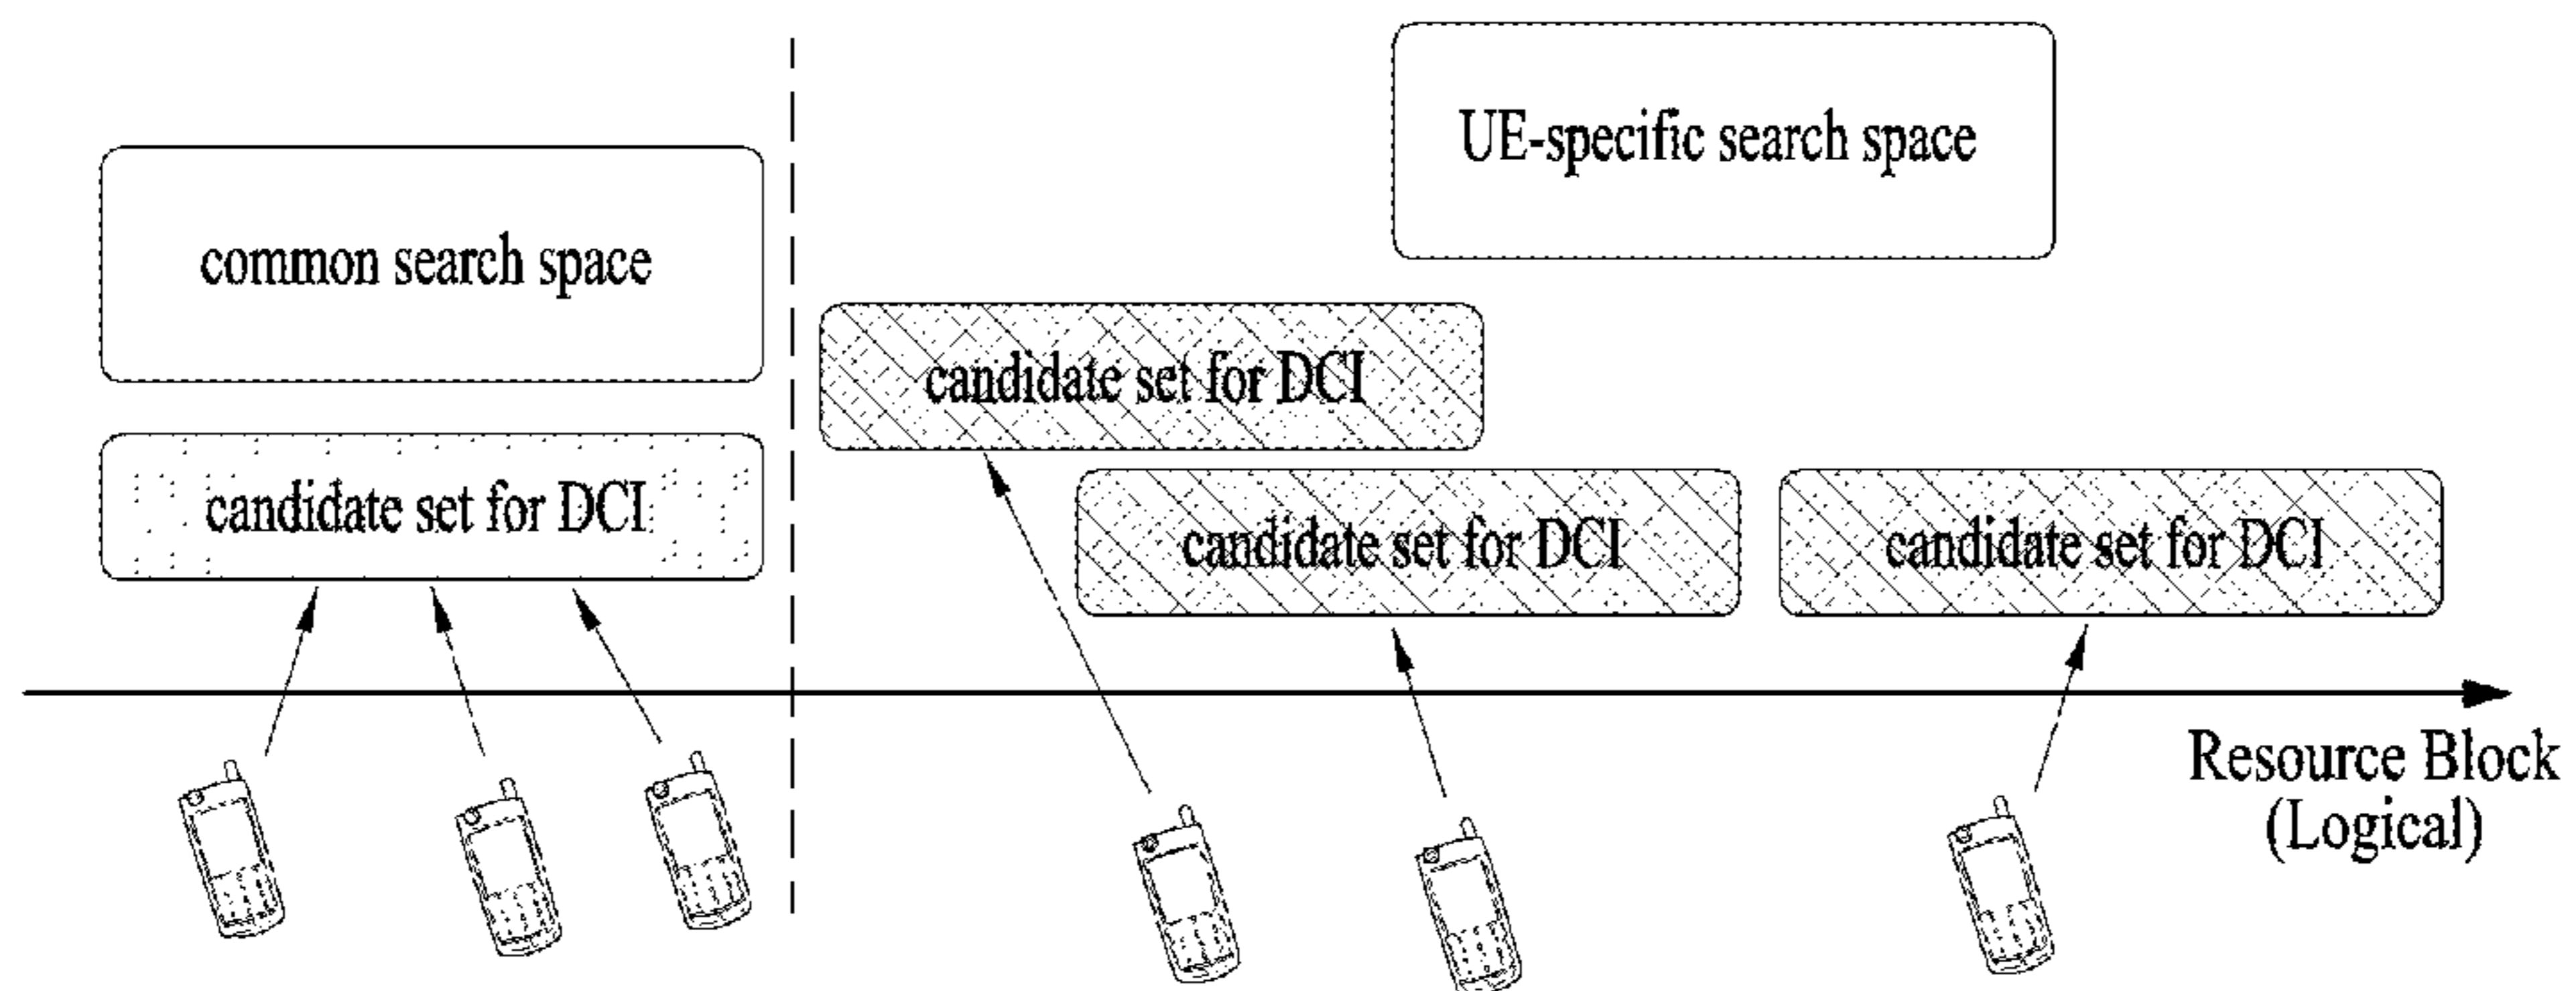 UE-specific search space
common search space
candidate set for DCI
candidate set for DCI
candidate set for DCI
candidate set for DCI
Resource Block
(Logical)